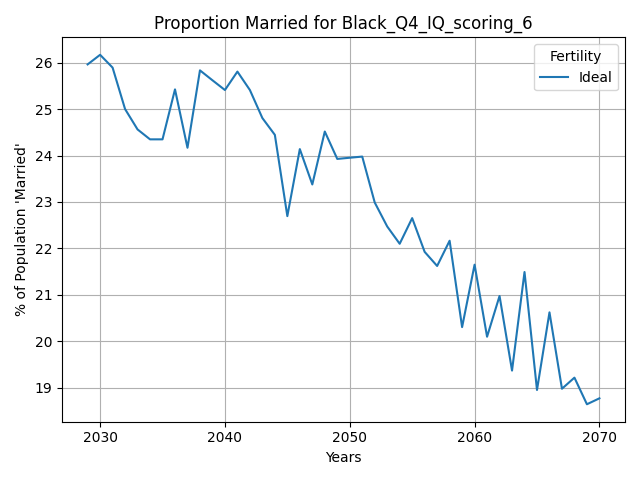 Proportion Married for Black_Q4_IQ_scoring_6
% of Population 'Married'
26
25
24
23
22
21
20
19
Fertility
Ideal
2030 2040 2050 2060 2070
Years